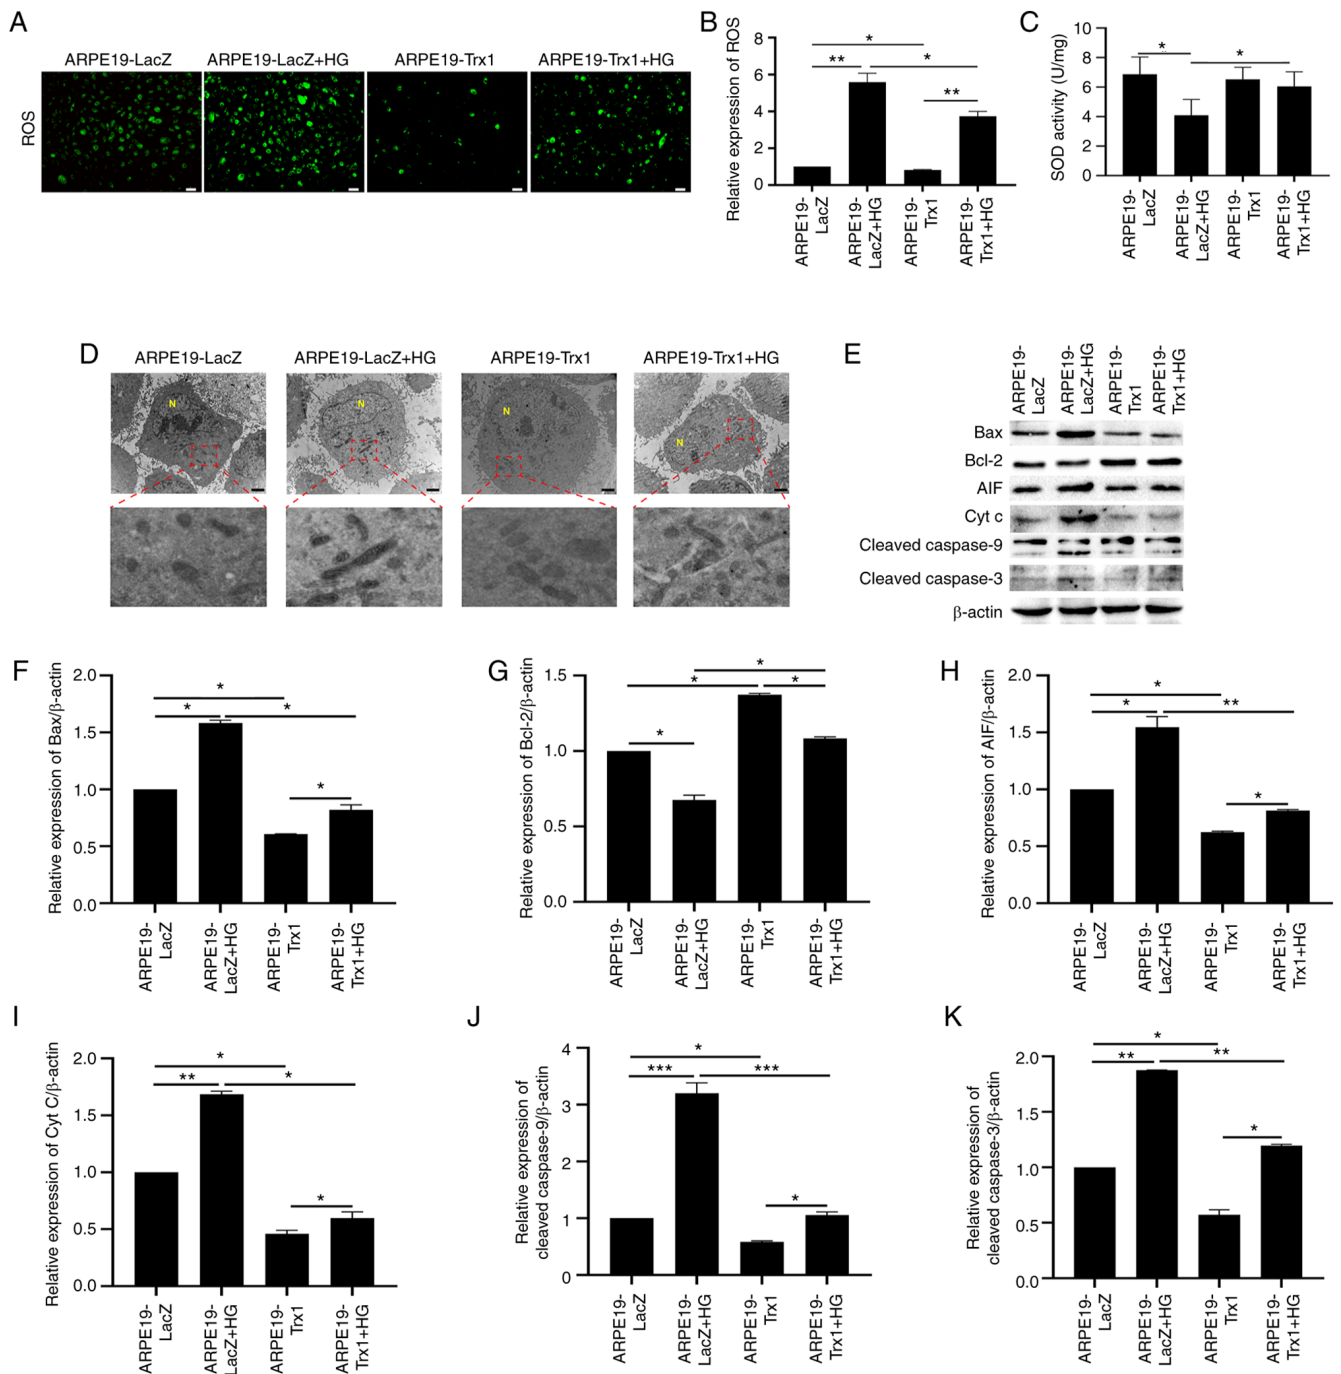 A
ARPE19-LacZ
ARPE19-LacZ+HG
ARPE19-Trx1
ARPE19-Trx1+HG
ROS
B
Relative expression of ROS
8
6
4
2
0
*
**
*
**
ARPE19-
LacZ
ARPE19-
LacZ+HG
ARPE19-
Trx1
ARPE19-
Trx1+HG
C
SOD activity (U/mg)
10
8
6
4
2
0
*
*
ARPE19-
LacZ
ARPE19-
LacZ+HG
ARPE19-
Trx1
ARPE19-
Trx1+HG
D
ARPE19-LacZ
ARPE19-LacZ+HG
ARPE19-Trx1
ARPE19-Trx1+HG
N
N
N
N
E
ARPE19-
LacZ
ARPE19-
LacZ+HG
ARPE19-
Trx1
ARPE19-
Trx1+HG
Bax
Bcl-2
AIF
Cyt c
Cleaved caspase-9
Cleaved caspase-3
β-actin
F
Relative expression of Bax/β-actin
2.0
1.5
1.0
0.5
0.0
*
*
*
*
ARPE19-
LacZ
ARPE19-
LacZ+HG
ARPE19-
Trx1
ARPE19-
Trx1+HG
G
Relative expression of Bcl-2/β-actin
1.5
1.0
0.5
0.0
*
*
*
*
ARPE19-
LacZ
ARPE19-
LacZ+HG
ARPE19-
Trx1
ARPE19-
Trx1+HG
H
Relative expression of AIF/β-actin
2.0
1.5
1.0
0.5
0.0
*
*
**
*
ARPE19-
LacZ
ARPE19-
LacZ+HG
ARPE19-
Trx1
ARPE19-
Trx1+HG
I
Relative expression of Cyt C/β-actin
2.0
1.5
1.0
0.5
0.0
*
**
*
*
ARPE19-
LacZ
ARPE19-
LacZ+HG
ARPE19-
Trx1
ARPE19-
Trx1+HG
J
Relative expression of
cleaved caspase-9/β-actin
4
3
2
1
0
*
***
***
*
ARPE19-
LacZ
ARPE19-
LacZ+HG
ARPE19-
Trx1
ARPE19-
Trx1+HG
K
Relative expression of
cleaved caspase-3/β-actin
2.0
1.5
1.0
0.5
0.0
*
**
**
*
ARPE19-
LacZ
ARPE19-
LacZ+HG
ARPE19-
Trx1
ARPE19-
Trx1+HG